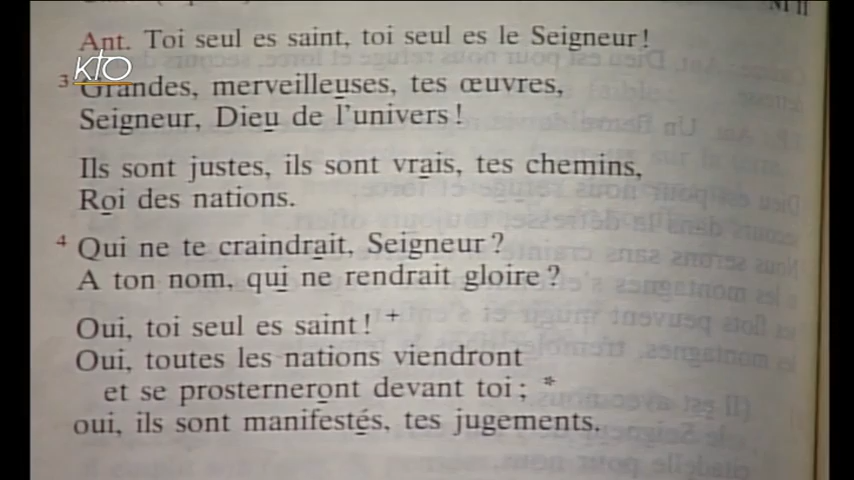 Ant. Toi seul es saint, toi seul es le Seigneur !
KTO
3 Grandes, merveilleuses, tes œuvres,
Seigneur, Dieu de l'univers !
Ils sont justes, ils sont vrais, tes chemins,
Roi des nations.
4 Qui ne te craindrait, Seigneur ?
A ton nom, qui ne rendrait gloire ?
Oui, toi seul es saint ! +
Oui, toutes les nations viendront
et se prosterneront devant toi ; *
oui, ils sont manifestés, tes jugements.